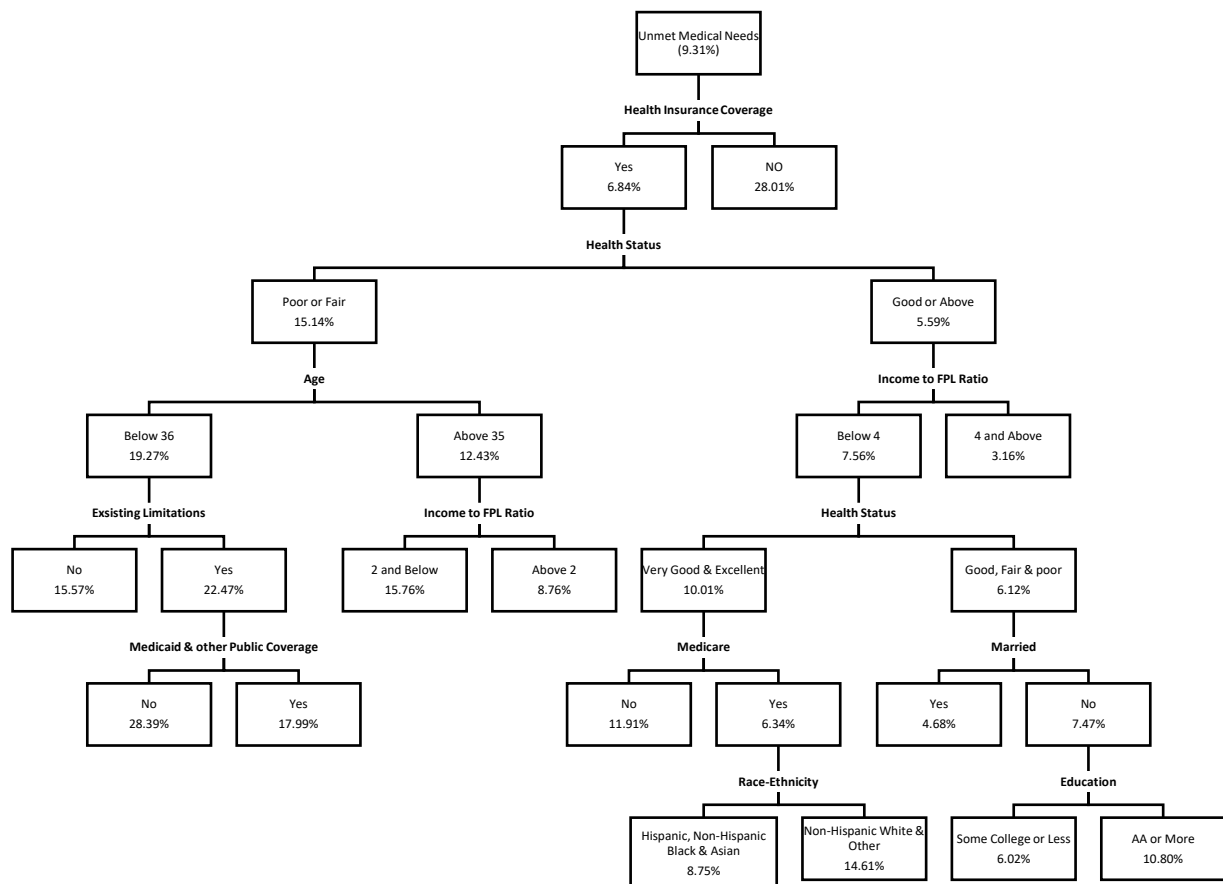 Unmet Medical Needs
(9.31%)
Health Insurance Coverage
Yes
6.84%
NO
28.01%
Health Status
Poor or Fair
15.14%
Good or Above
5.59%
Age
Income to FPL Ratio
Below 36
19.27%
Above 35
12.43%
Below 4
7.56%
4 and Above
3.16%
Exsisting Limitations
Income to FPL Ratio
Health Status
No
15.57%
Yes
22.47%
2 and Below
15.76%
Above 2
8.76%
Very Good & Excellent
10.01%
Good, Fair & poor
6.12%
Medicaid & other Public Coverage
Medicare
Married
No
28.39%
Yes
17.99%
No
11.91%
Yes
6.34%
Yes
4.68%
No
7.47%
Race-Ethnicity
Education
Hispanic, Non-Hispanic
Black & Asian
8.75%
Non-Hispanic White &
Other
14.61%
Some College or Less
6.02%
AA or More
10.80%